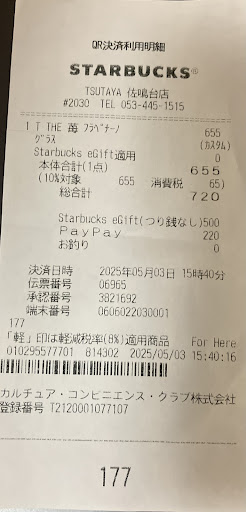 QR決済利用明細
STARBUCKS®
TSUTAYA 佐鳴台店
#2030 TEL 053-445-1515
1 T THE 苺 フラペチーノ 655
グラス (カスタム)
Starbucks eGift適用 0
本体合計(1点) 655
(10%対象 655 消費税 65)
総合計 720
Starbucks eGift(つり銭なし)500
PayPay 220
お釣り 0
決済日時 2025年05月03日 15時40分
伝票番号 06965
承認番号 3821692
端末番号 0606022030001
177
「軽」印は軽減税率(8%)適用商品 For Here
010295577701 814302 2025/05/03 15:40:16
カルチュア・コンビニエンス・クラブ株式会社
登録番号 T2120001077107
177